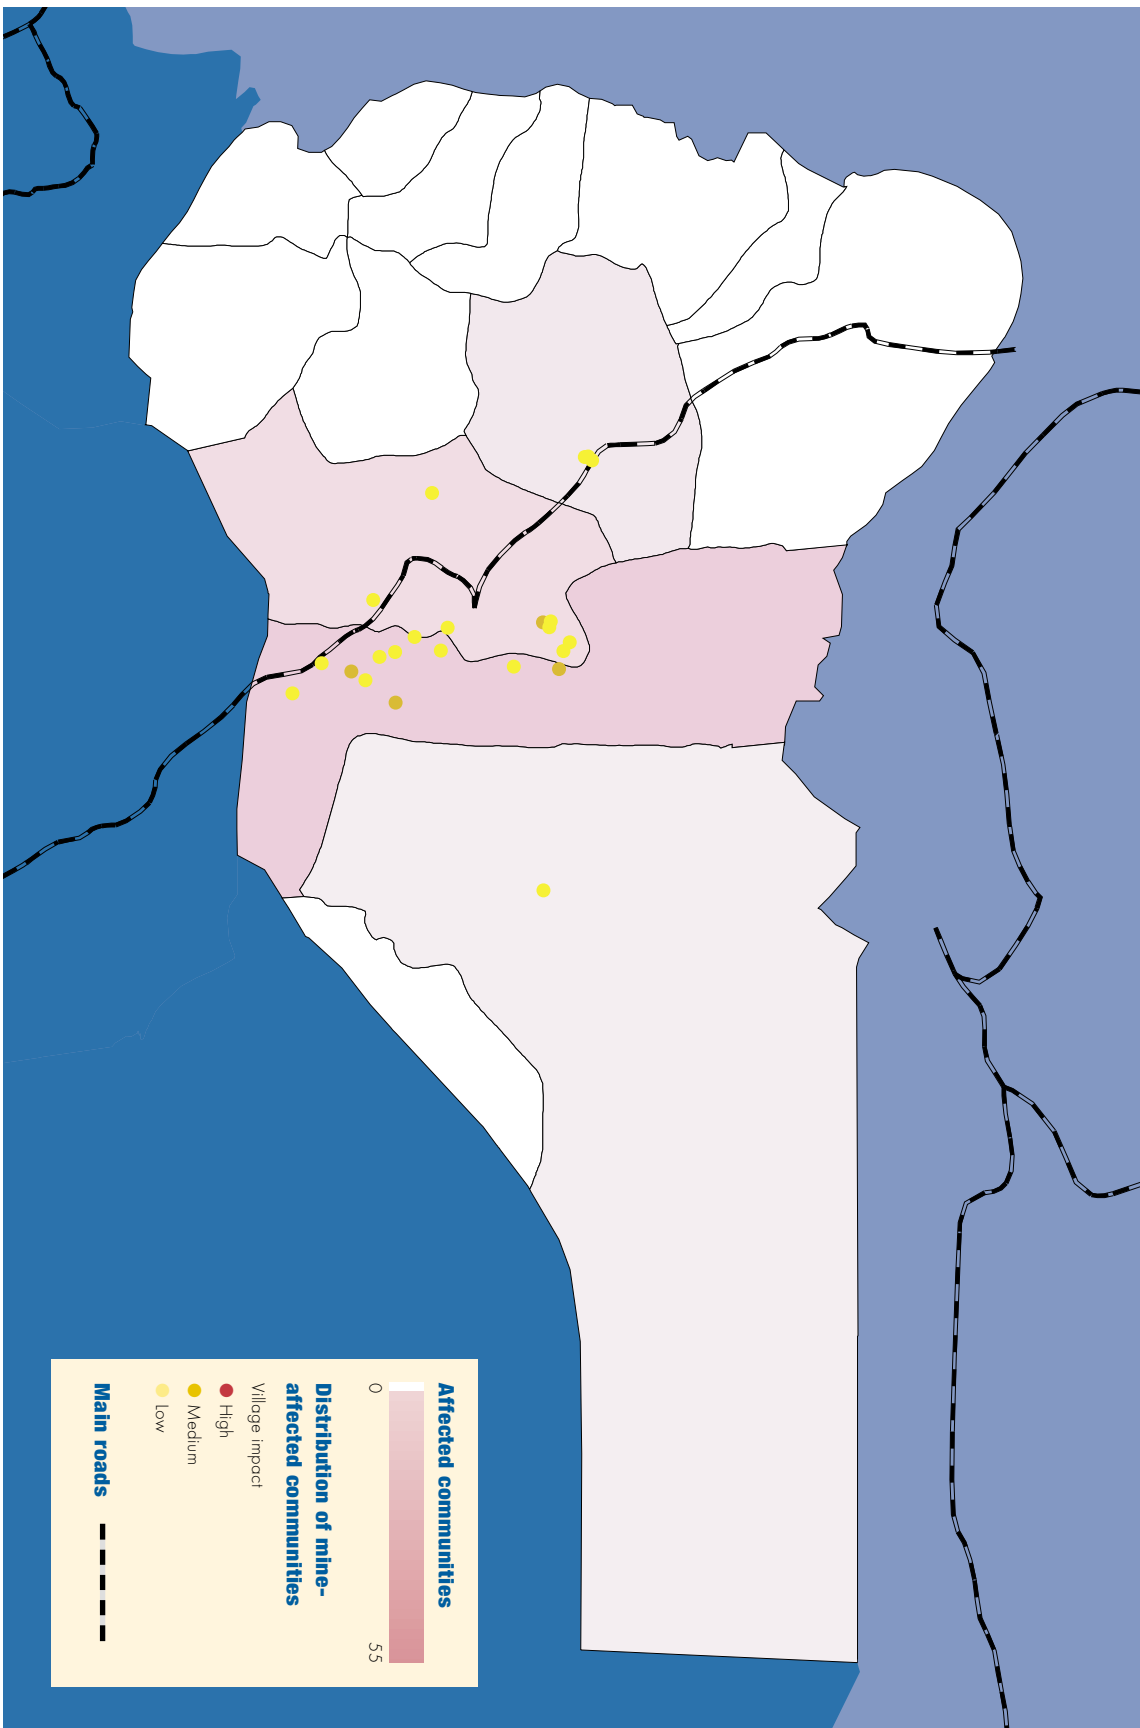 Affected communities
0
55
Distribution of mine-
affected communities
Village impact
High
Medium
Low
Main roads